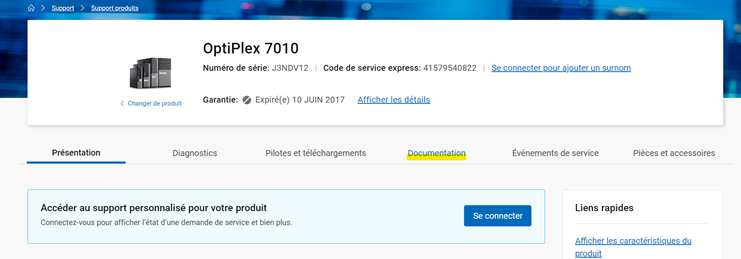 Support > Support produits
OptiPlex 7010
Numéro de série: J3NDV12 | Code de service express: 41579540822 | Se connecter pour ajouter un surnom
< Changer de produit
Garantie: Expiré(e) 10 JUIN 2017 Afficher les détails
Présentation Diagnostics Pilotes et téléchargements Documentation Événements de service Pièces et accessoires
Accéder au support personnalisé pour votre produit
Connectez-vous pour afficher l'état d'une demande de service et bien plus.
Se connecter
Liens rapides
Afficher les caractéristiques du
produit